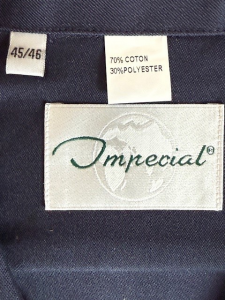 45/46
70% COTON
30% POLYESTER
Imperial®